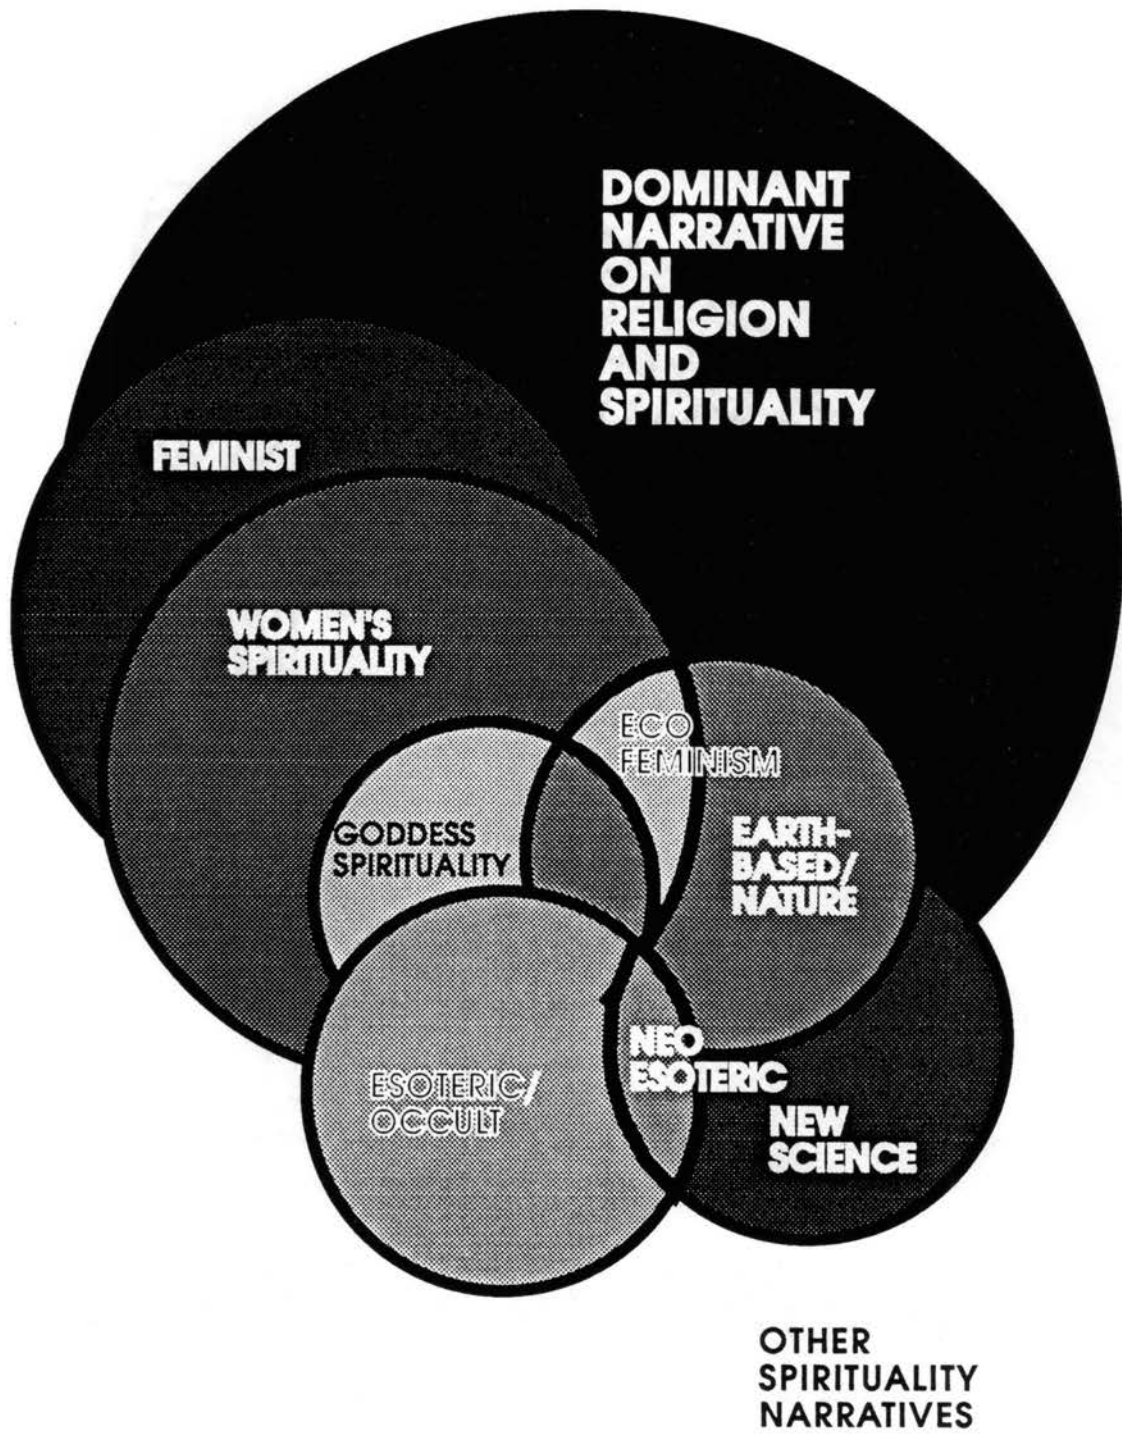 DOMINANT
NARRATIVE
ON
RELIGION
AND
SPIRITUALITY
FEMINIST
WOMEN'S
SPIRITUALITY
ECO
FEMINISM
GODDESS
SPIRITUALITY
EARTH-
BASED/
NATURE
NEO
ESOTERIC
ESOTERIC/
OCCULT
NEW
SCIENCE
OTHER
SPIRITUALITY
NARRATIVES